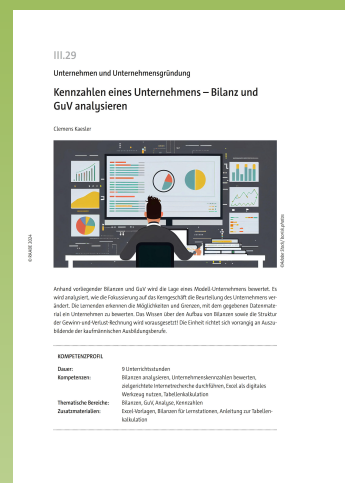 III.29
Unternehmen und Unternehmensgründung
Kennzahlen eines Unternehmens – Bilanz und
GuV analysieren
Clemens Kaesler
© RAABE 2024
©Adobe Stock/
Anhand vorliegender Bilanzen und GuV wird die Lage eines Modell-Unternehmens bewertet. Es
wird analysiert, wie die Fokussierung auf das Kerngeschäft die Beurteilung des Unternehmens ver-
ändert. Die Lernenden erkennen die Möglichkeiten und Grenzen, mit dem gegebenen Datenmate-
rial ein Unternehmen zu bewerten. Das Wissen über den Aufbau von Bilanzen sowie die Struktur
der Gewinn-und-Verlust-Rechnung wird vorausgesetzt! Die Einheit richtet sich vorrangig an Auszu-
bildende der kaufmännischen Ausbildungsberufe.
KOMPETENZPROFIL
Dauer: 9 Unterrichtsstunden
Kompetenzen: Bilanzen analysieren, Unternehmenskennzahlen bewerten,
zielgerichtete Internetrecherche durchführen, Excel als digitales
Werkzeug nutzen, Tabellenkalkulation
Thematische Bereiche: Bilanzen, GuV, Analyse, Kennzahlen
Zusatzmaterialien: Excel-Vorlagen, Bilanzen für Lernstationen, Anleitung zur Tabellen-
kalkulation